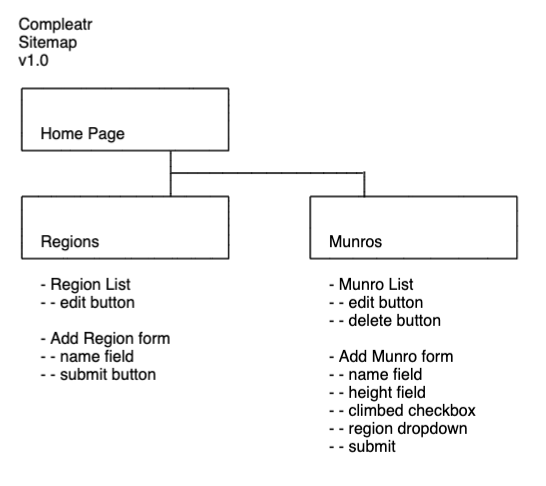 Compleatr
Sitemap
v1.0
Home Page
Regions
- Region List
- - edit button
- Add Region form
- - name field
- - submit button
Munros
- Munro List
- - edit button
- - delete button
- Add Munro form
- - name field
- - height field
- - climbed checkbox
- - region dropdown
- - submit